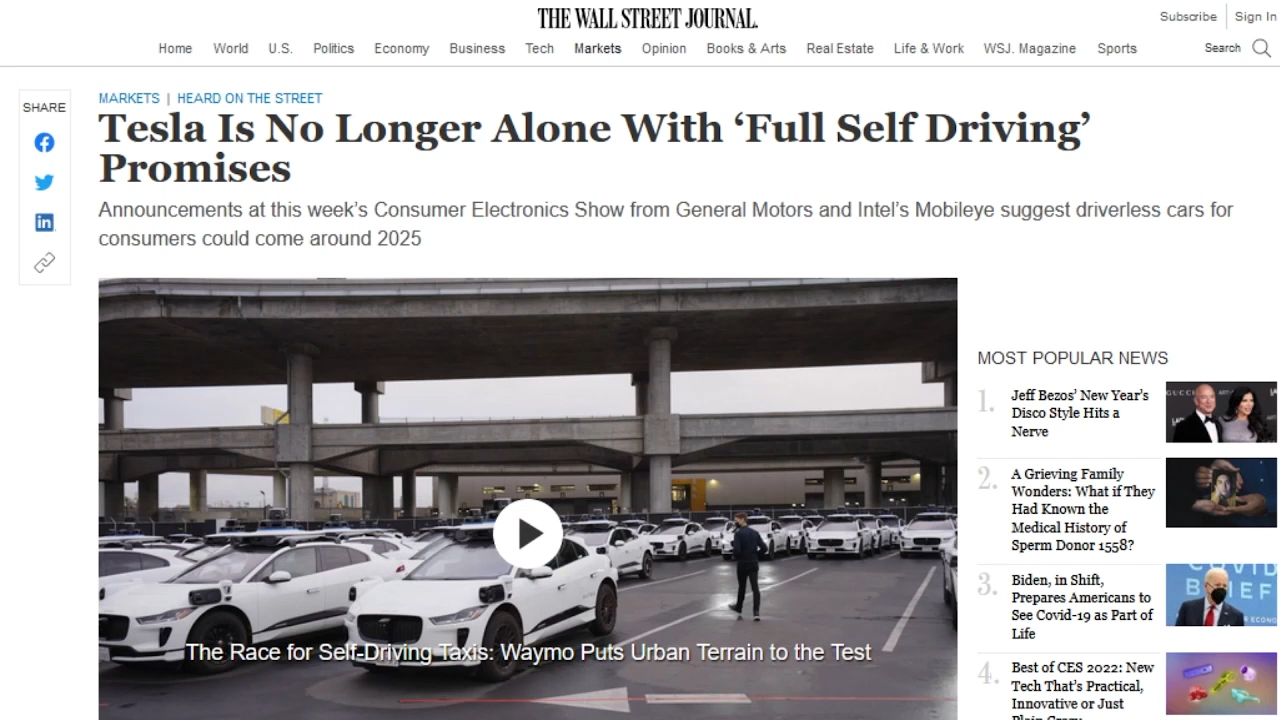 THE WALL STREET JOURNAL.
Subscribe
Sign In
Home World U.S. Politics Economy Business Tech Markets Opinion Books & Arts Real Estate Life & Work WSJ. Magazine Sports
Search
SHARE
MARKETS | HEARD ON THE STREET
Tesla Is No Longer Alone With ‘Full Self Driving’
Promises
Announcements at this week’s Consumer Electronics Show from General Motors and Intel’s Mobileye suggest driverless cars for
consumers could come around 2025
The Race for Self-Driving Taxis: Waymo Puts Urban Terrain to the Test
MOST POPULAR NEWS
1.
Jeff Bezos’ New Year’s
Disco Style Hits a
Nerve
GUCCI
2.
A Grieving Family
Wonders: What if They
Had Known the
Medical History of
Sperm Donor 1558?
3.
Biden, in Shift,
Prepares Americans to
See Covid-19 as Part of
Life
COVID
BRIEF
4.
Best of CES 2022: New
Tech That’s Practical,
Innovative or Just
Plain Crazy